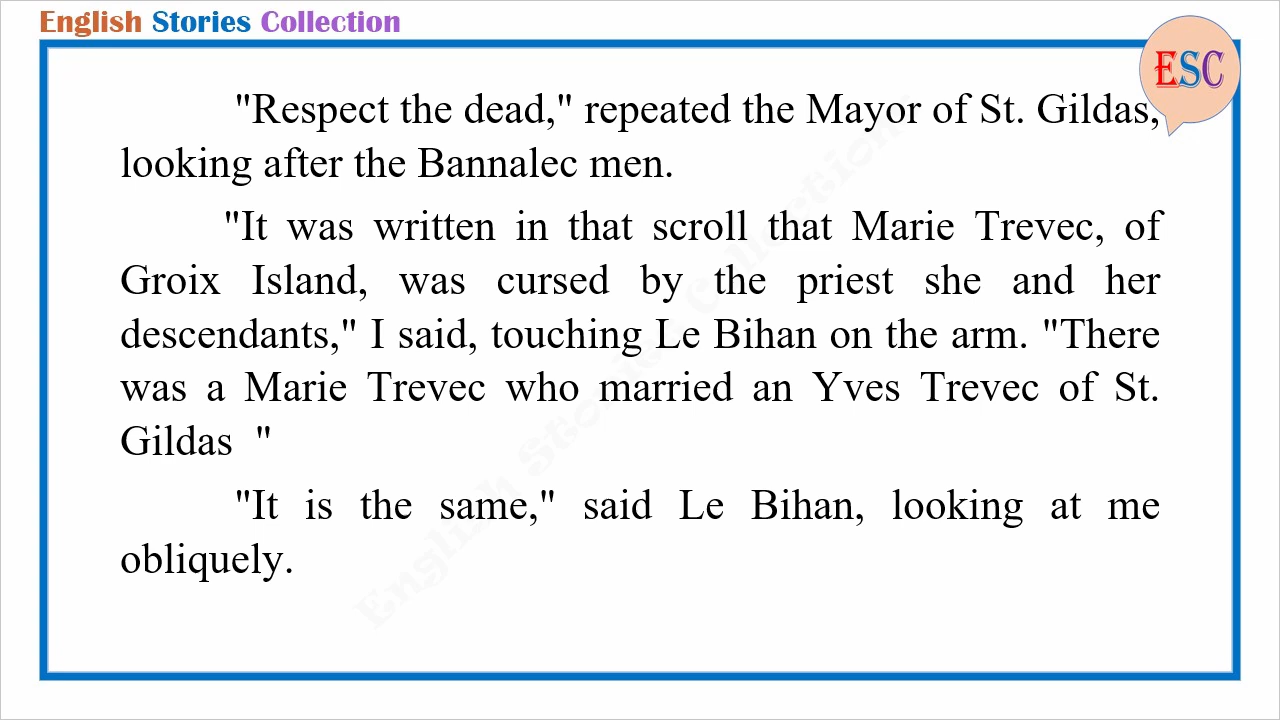 English Stories Collection
ESC
"Respect the dead," repeated the Mayor of St. Gildas,
looking after the Bannalec men.
"It was written in that scroll that Marie Trevec, of
Groix Island, was cursed by the priest she and her
descendants," I said, touching Le Bihan on the arm. "There
was a Marie Trevec who married an Yves Trevec of St.
Gildas "
"It is the same," said Le Bihan, looking at me
obliquely.
English Stories Collection